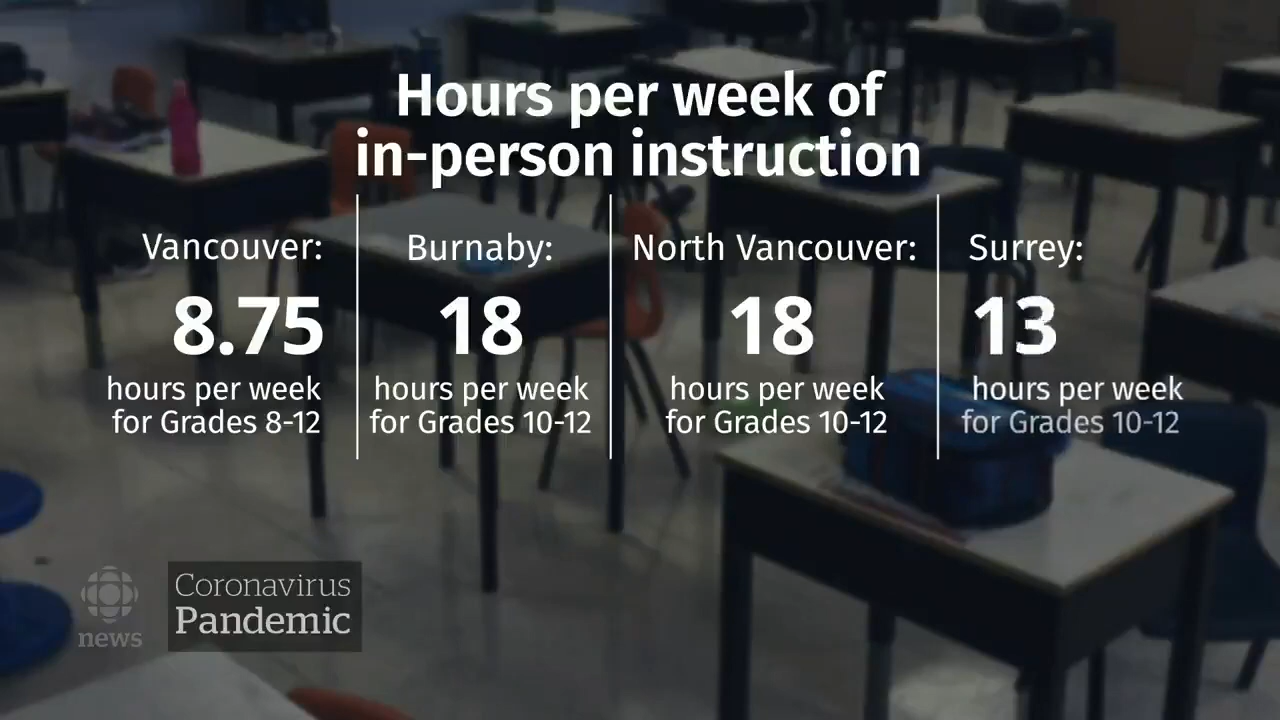 Hours per week of
in-person instruction
Vancouver:
8.75
hours per week
for Grades 8-12
Burnaby:
18
hours per week
for Grades 10-12
North Vancouver:
18
hours per week
for Grades 10-12
Surrey:
13
hours per week
for Grades 10-12
news
Coronavirus
Pandemic